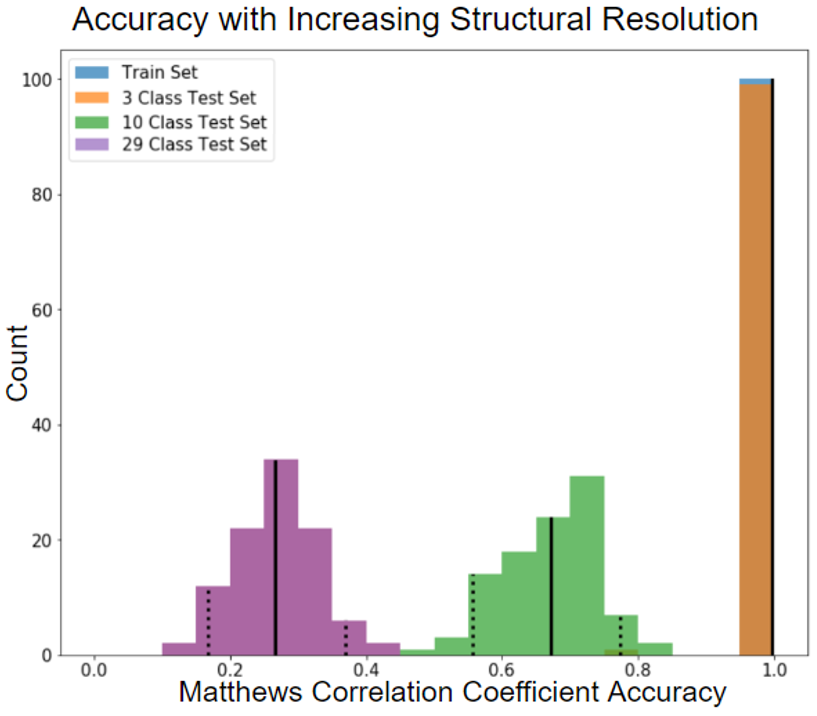 Accuracy with Increasing Structural Resolution
Train Set
3 Class Test Set
10 Class Test Set
29 Class Test Set
100
80
60
40
20
0
Count
0.0 0.2 0.4 0.6 0.8 1.0
Matthews Correlation Coefficient Accuracy